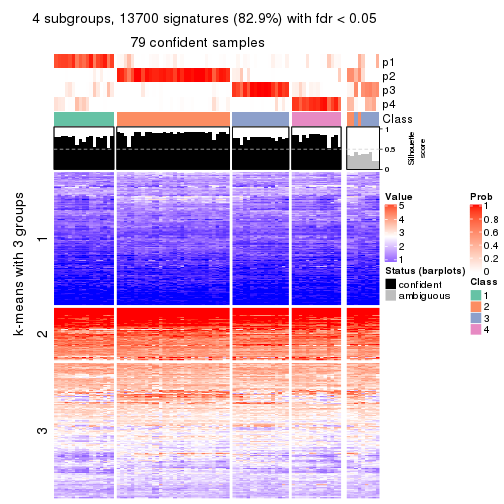 4 subgroups, 13700 signatures (82.9%) with fdr < 0.05
79 confident samples
p1
p2
p3
p4
Class
1
0.5
0
Silhouette
score
k-means with 3 groups
1
2
3
Value
5
4
3
2
1
Status (barplots)
confident
ambiguous
Prob
1
0.8
0.6
0.4
0.2
0
Class
1
2
3
4